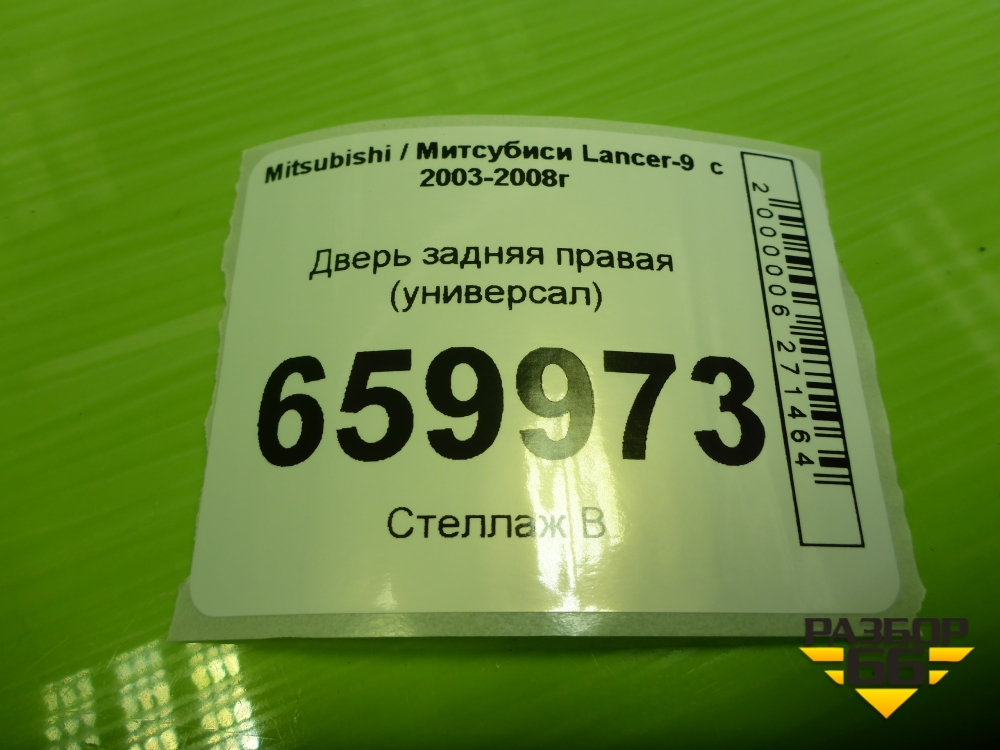 Mitsubishi / Митсубиси Lancer-9 с
2003-2008г
Дверь задняя правая
(универсал)
659973
Стеллаж В
2000006271464
РАЗБОР
66